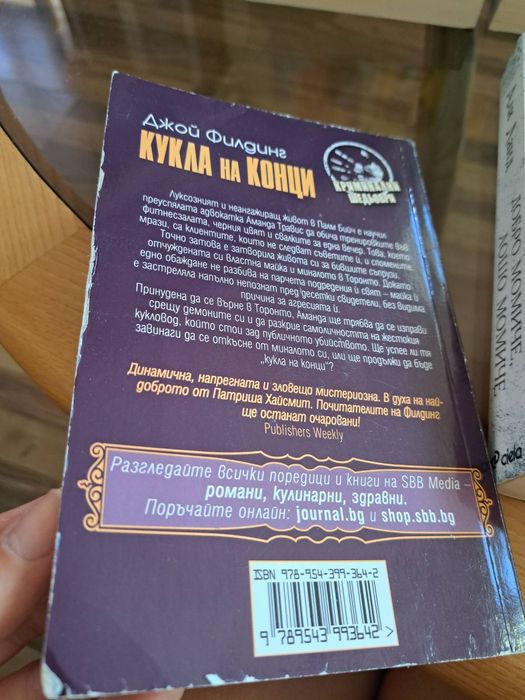 Джой Филдинг
КУКЛА НА КОНЦИ
КРИМИНАЛНИ
ШЕДЬОВРИ
Луксозният и неангажиращ живот в Палм Бийч е научил
преуспялата адвокатка Аманда Травис да обича тренировките във
фитнесзалата, черния цвят и свалките за една вечер. Това, което
мрази, са клиентите, които не следват съветите ѝ, и спомените.
Точно затова е затворила живота си за бившите съпрузи,
отчуждената си властна майка и миналото в Торонто. Докато
едно обаждане не разбива на парчета подредения ѝ свят – майка ѝ
е застреляла напълно непознат пред десетки свидетели, без видима
причина за агресията ѝ.
Принудена да се върне в Торонто, Аманда ще трябва да се изправи
срещу демоните си и да разкрие самоличността на жестокия
кукловод, който стои зад публичното убийство. Ще успее ли тя
завинаги да се откъсне от миналото си, или ще продължи да бъде
„кукла на конци“?
Динамична, напрегната и зловещо мистериозна. В духа на най-
доброто от Патриша Хайсмит. Почитателите на Филдинг
ще останат очаровани!
Publishers Weekly
Разгледайте всички поредици и книги на SBB Media –
романи, кулинарни, здравни.
Поръчайте онлайн: journal.bg и shop.sbb.bg
ISBN 978-954-399-364-2
9 789543 993642 >
ciela